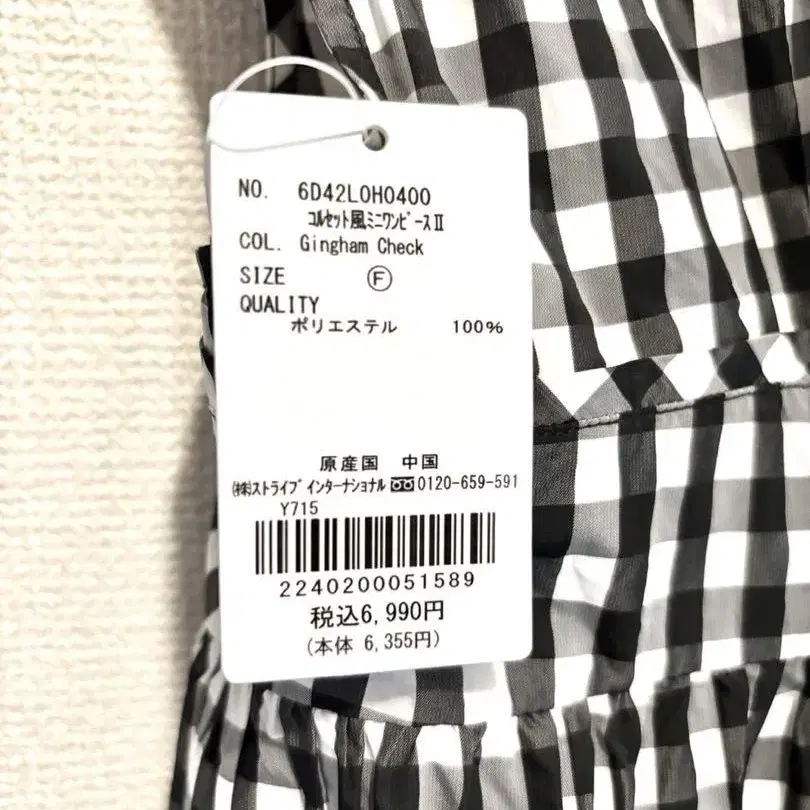 NO. 6D42L0H0400
ｺﾙｾｯﾄ風ﾐﾆﾜﾝﾋﾟｰｽⅡ
COL. Gingham Check
SIZE Ⓕ
QUALITY
ポリエステル 100%
原産国 中国
㈱ストライプインターナショナル 0120-659-591
Y715
2240200051589
税込6,990円
(本体 6,355円)